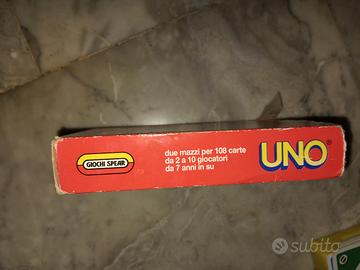 GIOCHI SPEAR
due mazzi per 108 carte
da 2 a 10 giocatori
da 7 anni in su
UNO®
subito